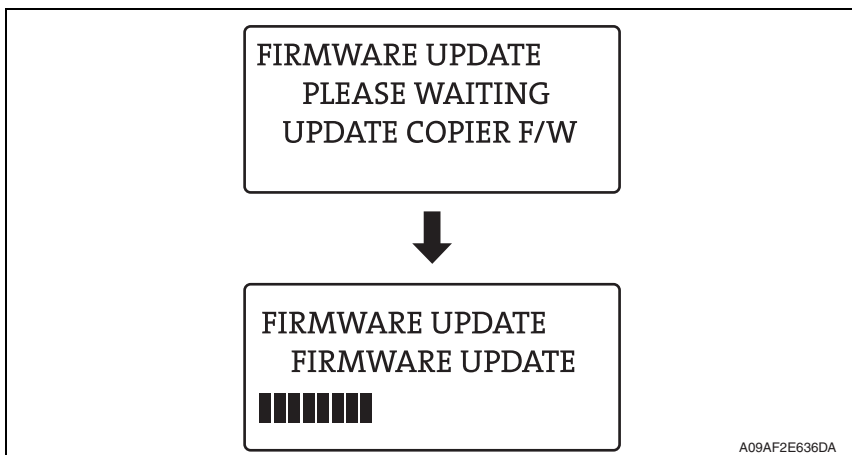 FIRMWARE UPDATE
PLEASE WAITING
UPDATE COPIER F/W
FIRMWARE UPDATE
FIRMWARE UPDATE
A09AF2E636DA